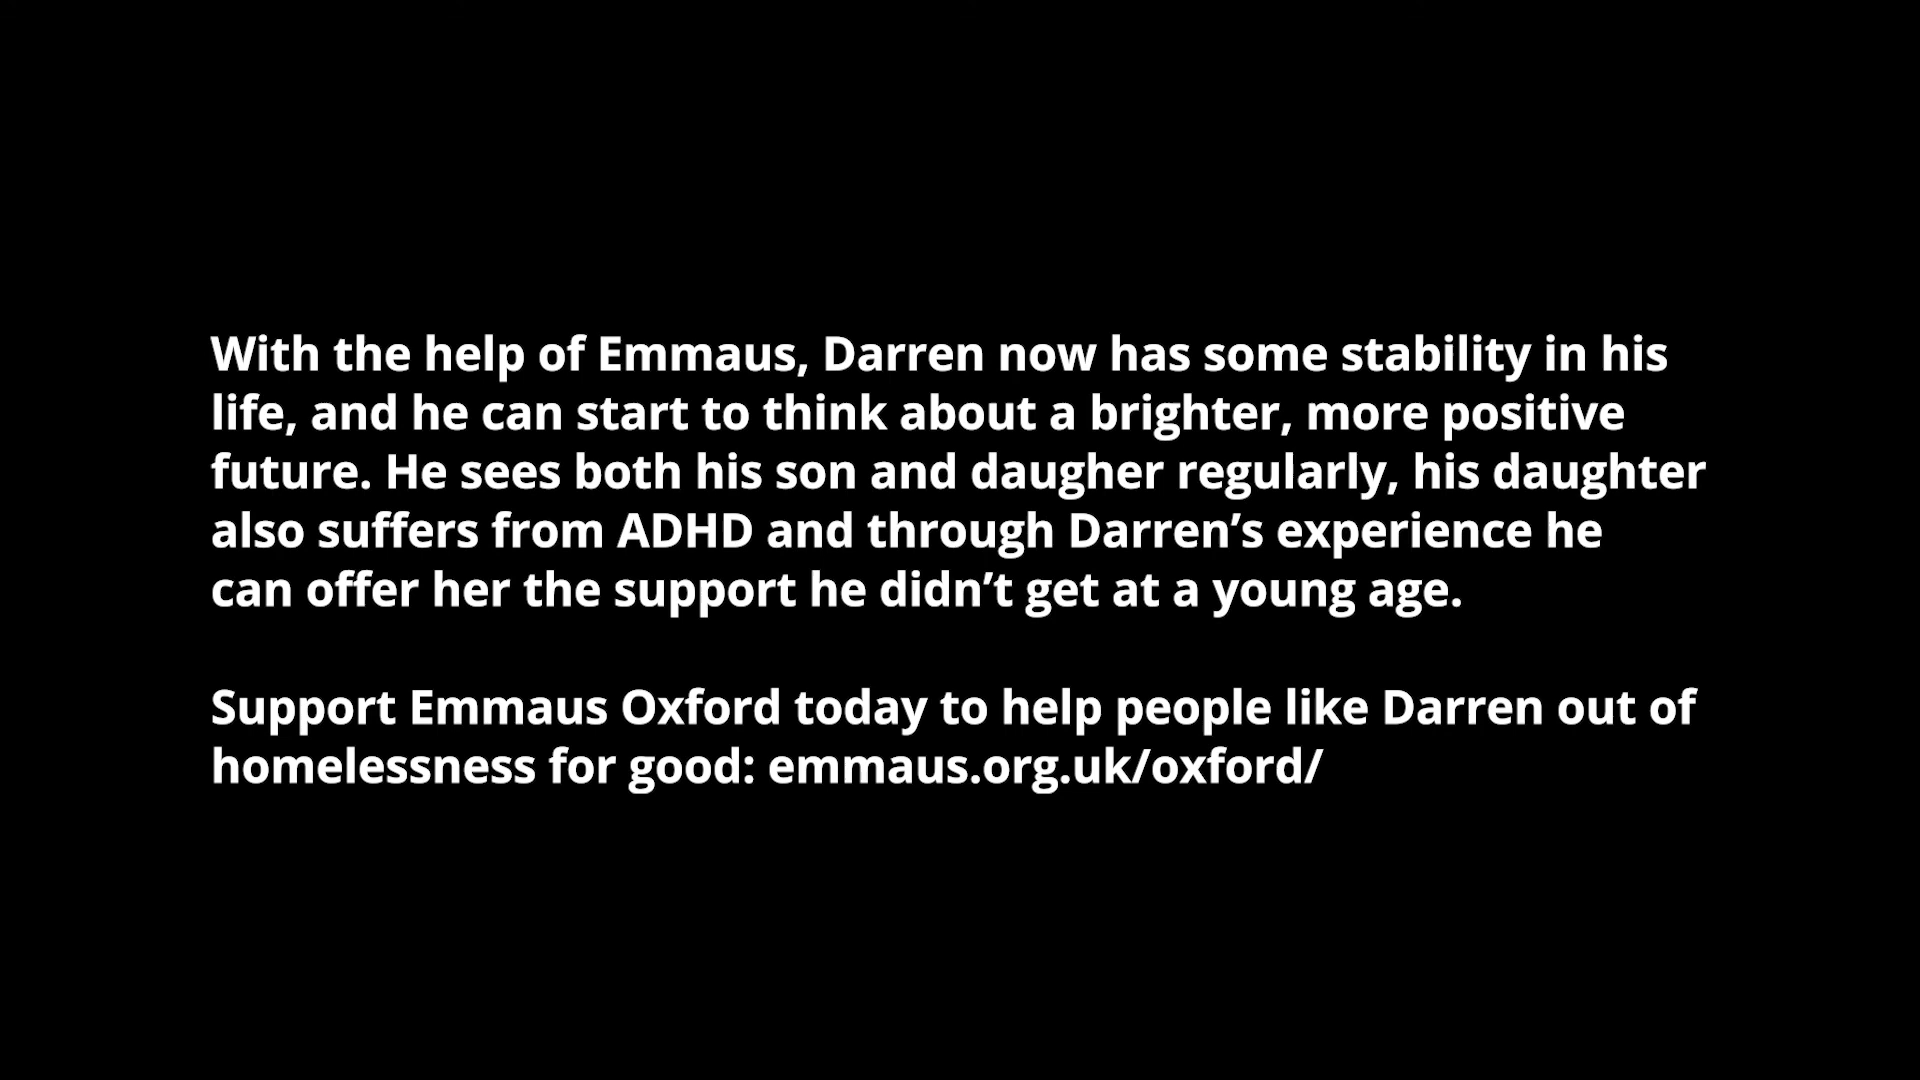 With the help of Emmaus, Darren now has some stability in his
life, and he can start to think about a brighter, more positive
future. He sees both his son and daugher regularly, his daughter
also suffers from ADHD and through Darren’s experience he
can offer her the support he didn’t get at a young age.
Support Emmaus Oxford today to help people like Darren out of
homelessness for good: emmaus.org.uk/oxford/